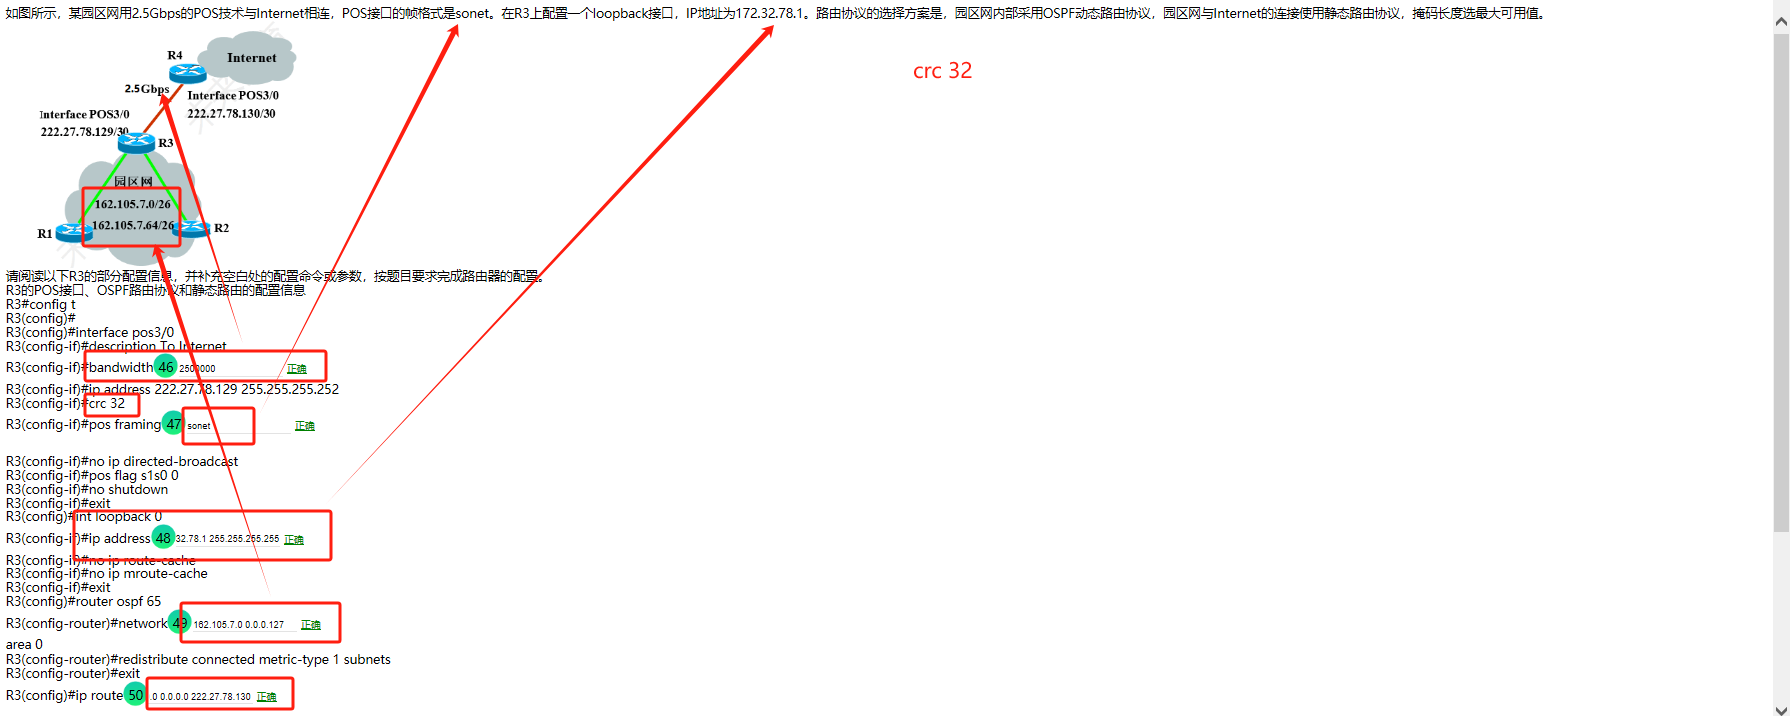 如图所示，某园区网用2.5Gbps的POS技术与Internet相连，POS接口的帧格式是sonet。在R3上配置一个loopback接口，IP地址为172.32.78.1。路由协议的选择方案是，园区网内部采用OSPF动态路由协议，园区网与Internet的连接使用静态路由协议，掩码长度选最大可用值。
crc 32
R4
Internet
2.5Gbps
Interface POS3/0
222.27.78.130/30
Interface POS3/0
222.27.78.129/30
R3
园区网
162.105.7.0/26
162.105.7.64/26
R1
R2
请阅读以下R3的部分配置信息，并补充空白处的配置命令或参数，按题目要求完成路由器的配置。
R3的POS接口、OSPF路由协议和静态路由的配置信息
R3#config t
R3(config)#
R3(config)#interface pos3/0
R3(config-if)#description To Internet
R3(config-if)#bandwidth 46 2500000 正确
R3(config-if)#ip address 222.27.78.129 255.255.255.252
R3(config-if)#crc 32
R3(config-if)#pos framing 47 sonet 正确
R3(config-if)#no ip directed-broadcast
R3(config-if)#pos flag s1s0 0
R3(config-if)#no shutdown
R3(config-if)#exit
R3(config)#int loopback 0
R3(config-if)#ip address 48 32.78.1 255.255.255.255 正确
R3(config-if)#no ip route-cache
R3(config-if)#no ip mroute-cache
R3(config-if)#exit
R3(config)#router ospf 65
R3(config-router)#network 49 162.105.7.0 0.0.0.127 正确
area 0
R3(config-router)#redistribute connected metric-type 1 subnets
R3(config-router)#exit
R3(config)#ip route 50 .0 0.0.0.0 222.27.78.130 正确